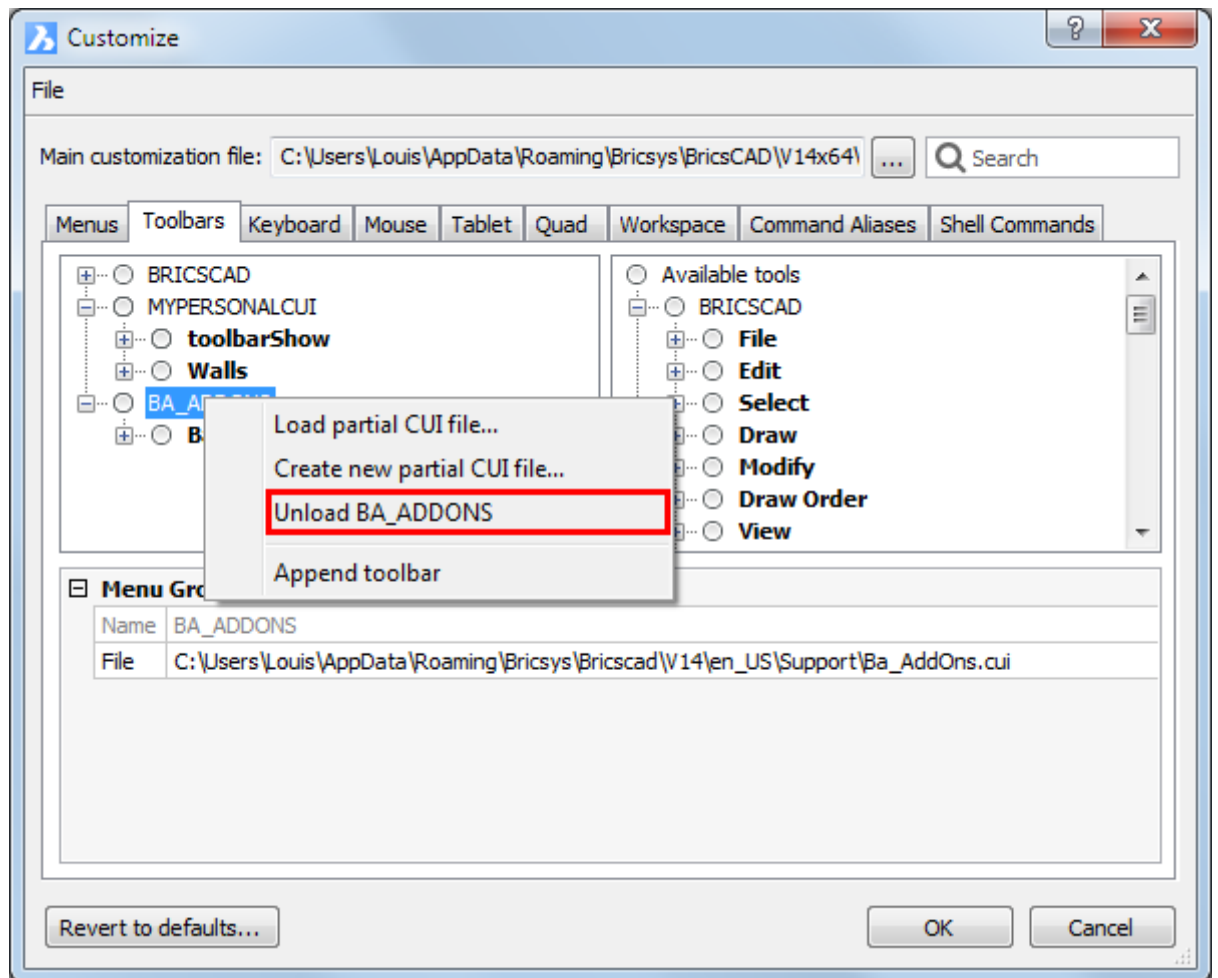 Customize
File
Main customization file: C:\Users\Louis\AppData\Roaming\Bricsys\BricsCAD\V14x64\ ... Search
Menus Toolbars Keyboard Mouse Tablet Quad Workspace Command Aliases Shell Commands
BRICSCAD
MYPERSONALCUI
toolbarShow
Walls
BA_ADDONS
Available tools
BRICSCAD
File
Edit
Select
Draw
Modify
Draw Order
View
Load partial CUI file...
Create new partial CUI file...
Unload BA_ADDONS
Append toolbar
Menu
Name BA_ADDONS
File C:\Users\Louis\AppData\Roaming\Bricsys\Bricscad\V14\en_US\Support\Ba_AddOns.cui
Revert to defaults... OK Cancel